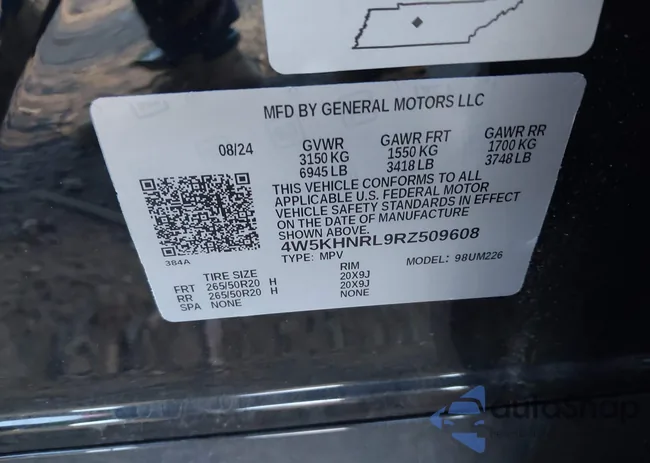 MFD BY GENERAL MOTORS LLC
08/24 GVWR GAWR FRT GAWR RR
3150 KG 1550 KG 1700 KG
6945 LB 3418 LB 3748 LB
THIS VEHICLE CONFORMS TO ALL
APPLICABLE U.S. FEDERAL MOTOR
VEHICLE SAFETY STANDARDS IN EFFECT
ON THE DATE OF MANUFACTURE
SHOWN ABOVE.
4W5KHNRL9RZ509608
TYPE: MPV MODEL: 98UM226
384A
TIRE SIZE RIM
FRT 265/50R20 H 20X9J
RR 265/50R20 H 20X9J
SPA NONE NONE
autoSnap